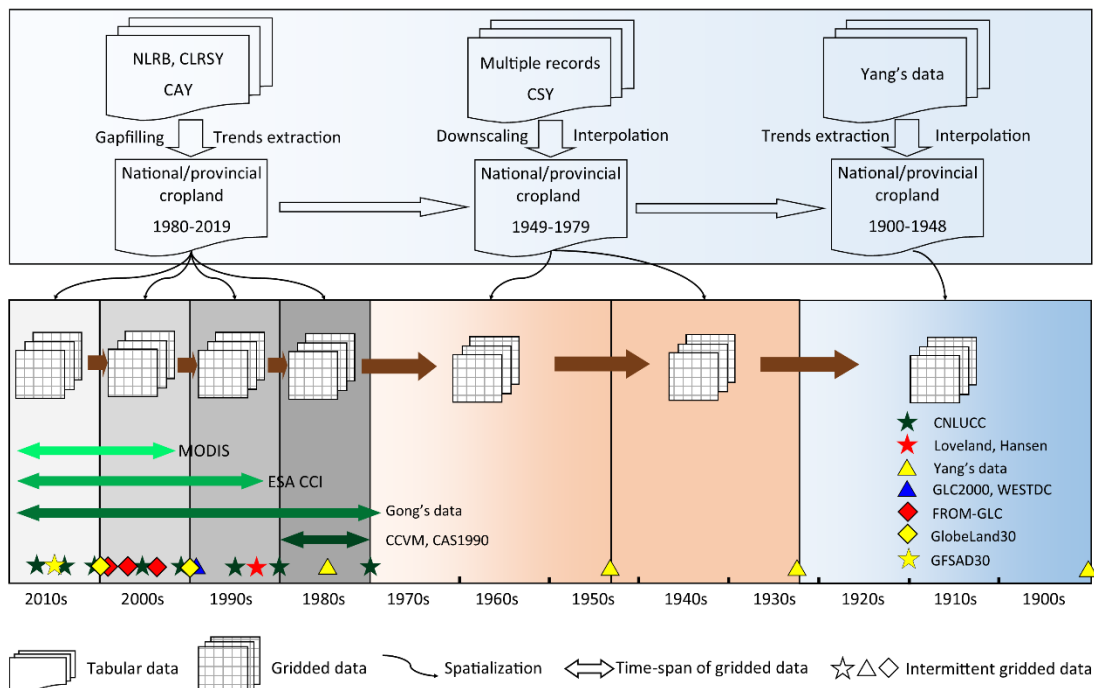 NLRB, CLRSY
CAY
Multiple records
CSY
Yang's data
Gapfilling
Trends extraction
Downscaling
Interpolation
Trends extraction
Interpolation
National/provincial
cropland
1980-2019
National/provincial
cropland
1949-1979
National/provincial
cropland
1900-1948
MODIS
ESA CCI
Gong's data
CCVM, CAS1990
CNLUCC
Loveland, Hansen
Yang's data
GLC2000, WESTDC
FROM-GLC
GlobeLand30
GFSAD30
2010s
2000s
1990s
1980s
1970s
1960s
1950s
1940s
1930s
1920s
1910s
1900s
Tabular data
Gridded data
Spatialization
Time-span of gridded data
Intermittent gridded data